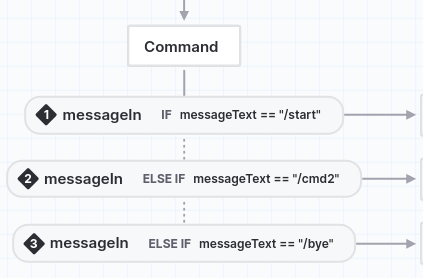 Command
1 messageIn IF messageText == "/start"
2 messageIn ELSE IF messageText == "/cmd2"
3 messageIn ELSE IF messageText == "/bye"